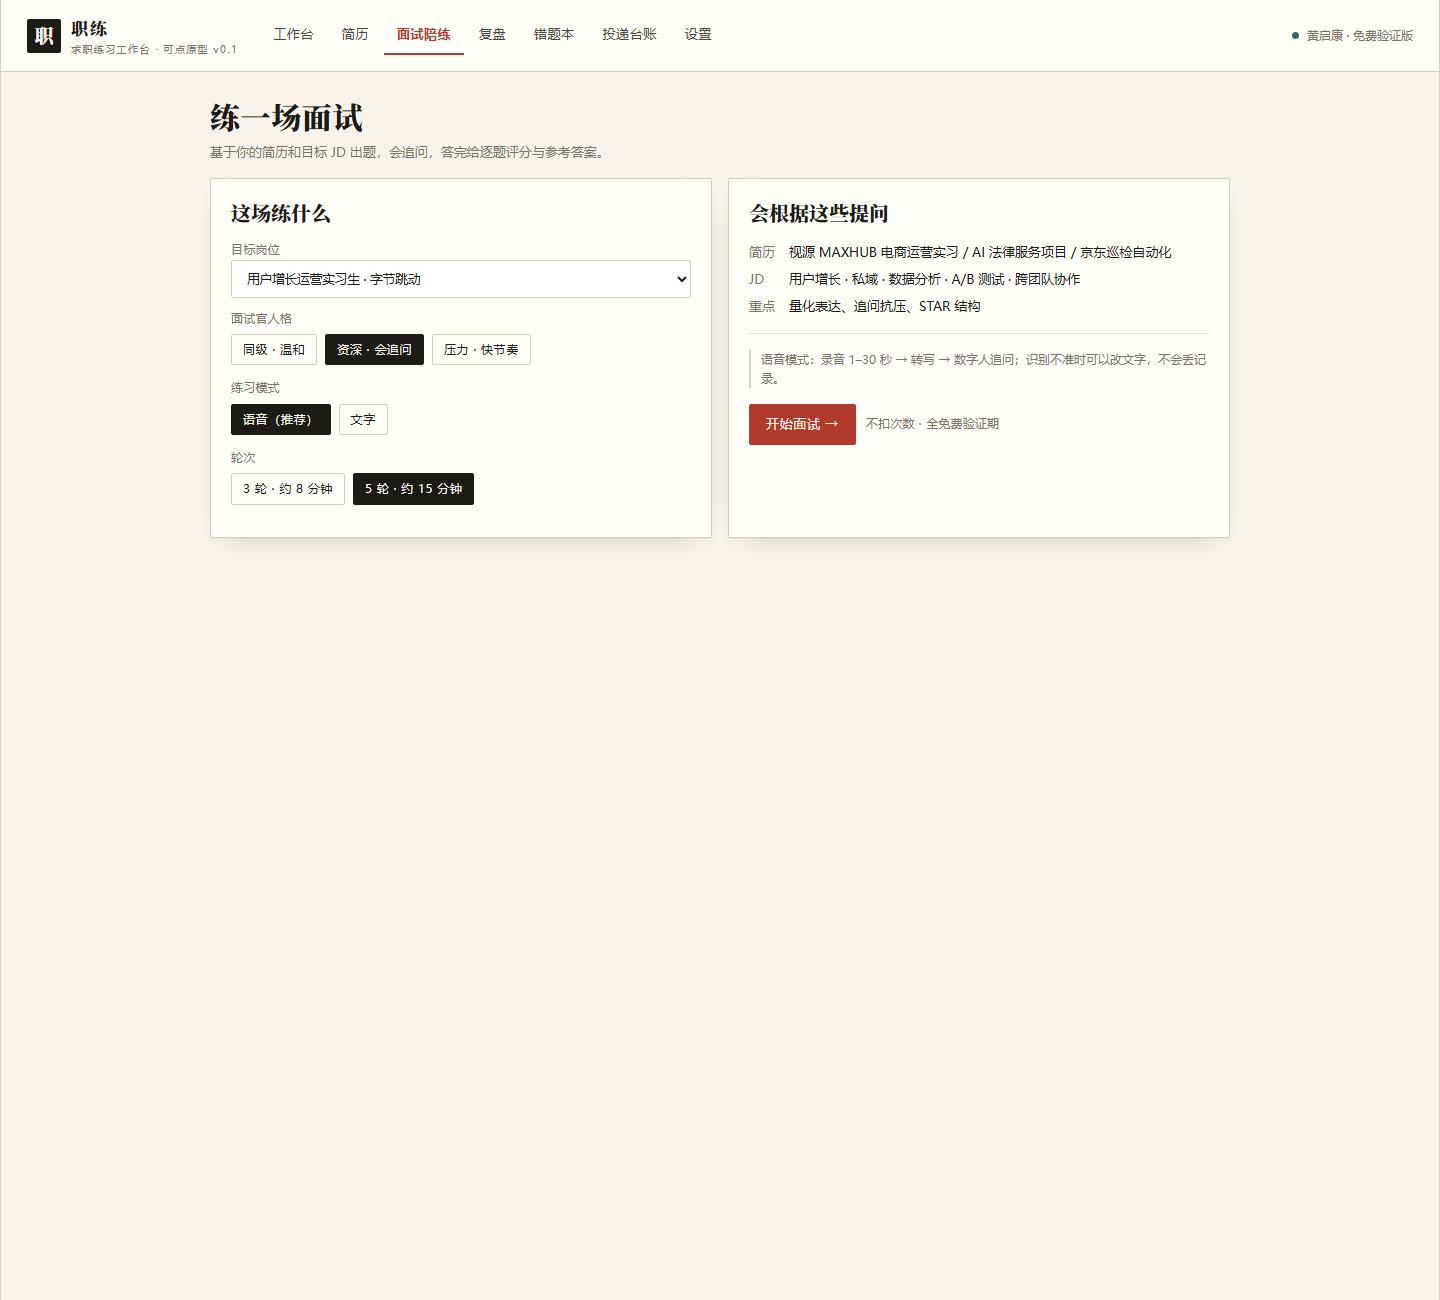 职
职练
求职练习工作台 · 可点原型 v0.1
工作台
简历
面试陪练
复盘
错题本
投递台账
设置
黄启康 · 免费验证版
练一场面试
基于你的简历和目标 JD 出题，会追问，答完给逐题评分与参考答案。
这场练什么
目标岗位
用户增长运营实习生 · 字节跳动
面试官人格
同级 · 温和
资深 · 会追问
压力 · 快节奏
练习模式
语音（推荐）
文字
轮次
3 轮 · 约 8 分钟
5 轮 · 约 15 分钟
会根据这些提问
简历 视源 MAXHUB 电商运营实习 / AI 法律服务项目 / 京东巡检自动化
JD 用户增长 · 私域 · 数据分析 · A/B 测试 · 跨团队协作
重点 量化表达、追问抗压、STAR 结构
语音模式：录音 1–30 秒 → 转写 → 数字人追问；识别不准时可以改文字，不会丢记
录。
开始面试 →
不扣次数 · 全免费验证期